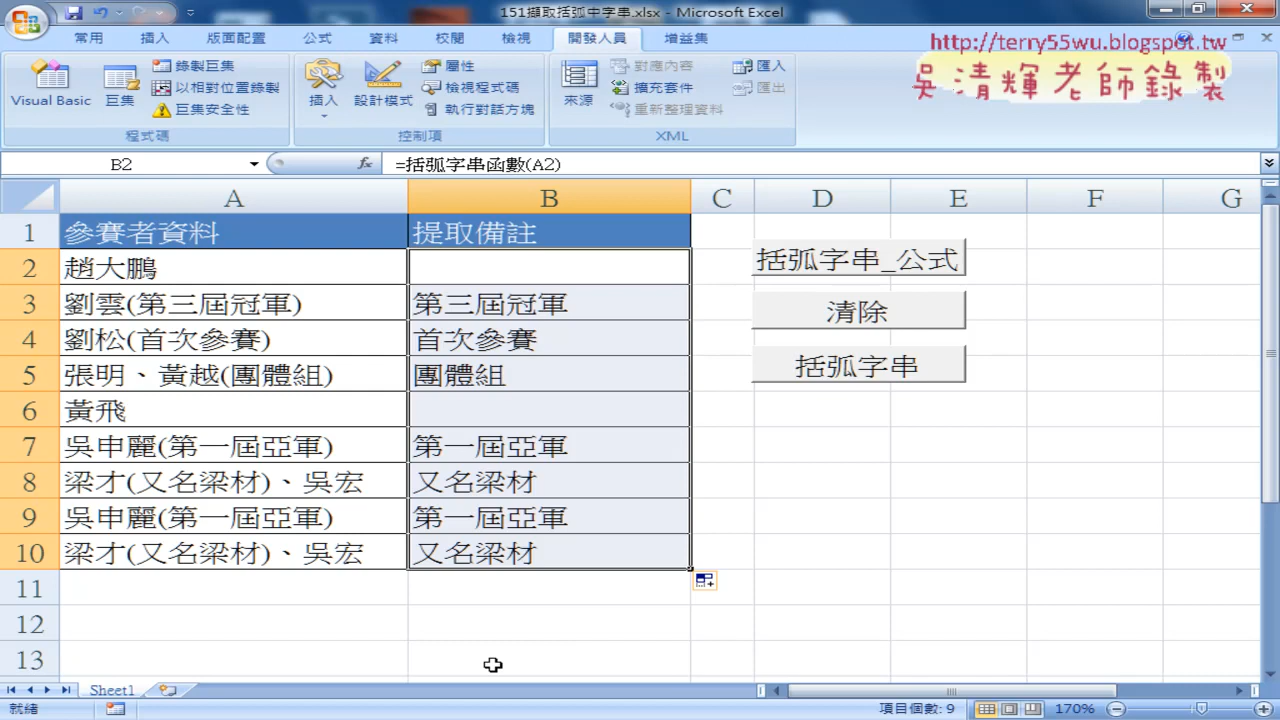 151擷取括弧中字串.xlsx - Microsoft Excel
常用 插入 版面配置 公式 資料 校閱 檢視 開發人員 增益集
http://terry55wu.blogspot.tw
吳清輝老師錄製
Visual Basic 巨集 錄製巨集 以相對位置錄製 巨集安全性
插入 設計模式 屬性 檢視程式碼 執行對話方塊
來源 對應內容 擴充套件 重新整理資料 匯入 匯出
程式碼 控制項 XML
B2 fx =括弧字串函數(A2)
A B C D E F G
1 參賽者資料 提取備註
2 趙大鵬
3 劉雲(第三屆冠軍) 第三屆冠軍
4 劉松(首次參賽) 首次參賽
5 張明、黃越(團體組) 團體組
6 黃飛
7 吳申麗(第一屆亞軍) 第一屆亞軍
8 梁才(又名梁材)、吳宏 又名梁材
9 吳申麗(第一屆亞軍) 第一屆亞軍
10 梁才(又名梁材)、吳宏 又名梁材
11
12
13
括弧字串_公式
清除
括弧字串
Sheet1
就緒 項目個數: 9 170%